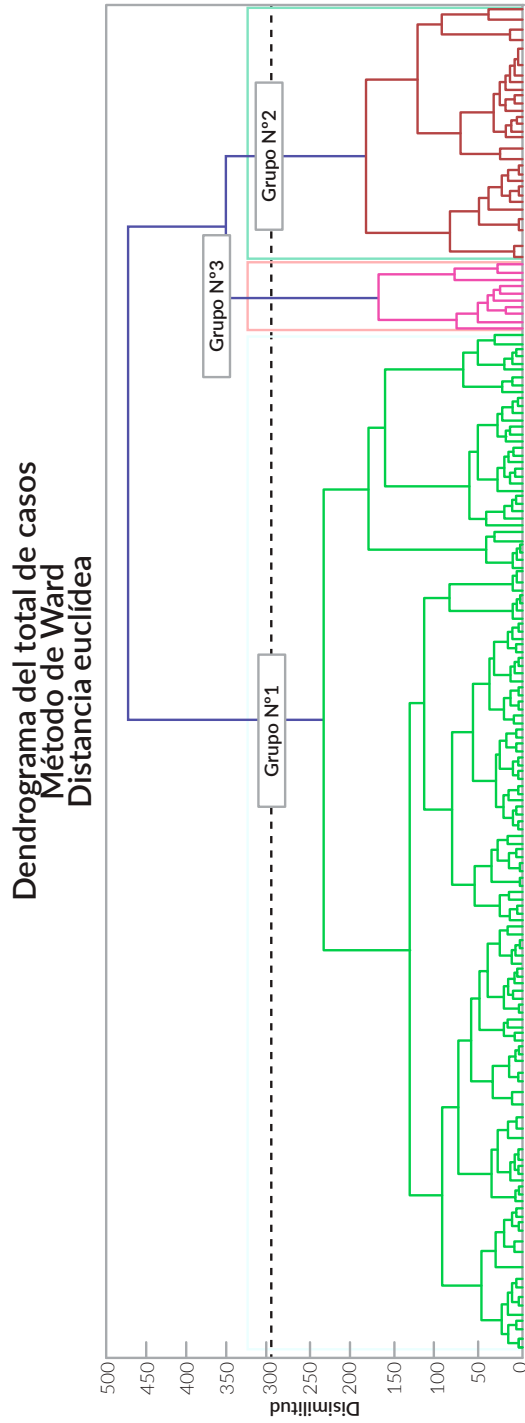 Dendrograma del total de casos
Método de Ward
Distancia euclídea
Disimilitud
500
450
400
350
300
250
200
150
100
50
0
Grupo N°1
Grupo N°3
Grupo N°2